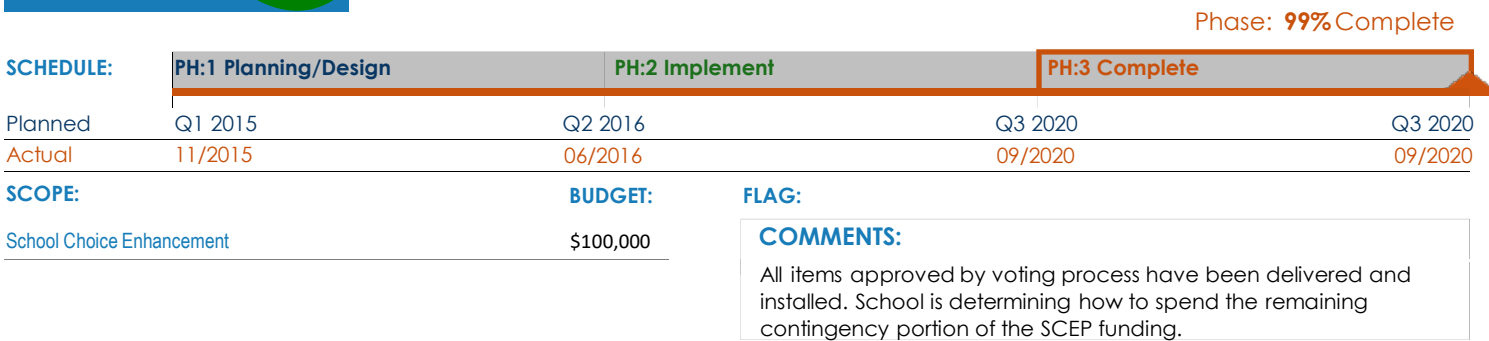 Phase: 99% Complete
SCHEDULE: PH:1 Planning/Design PH:2 Implement PH:3 Complete
Planned Q1 2015 Q2 2016 Q3 2020 Q3 2020
Actual 11/2015 06/2016 09/2020 09/2020
SCOPE: BUDGET: FLAG:
School Choice Enhancement $100,000
COMMENTS:
All items approved by voting process have been delivered and
installed. School is determining how to spend the remaining
contingency portion of the SCEP funding.